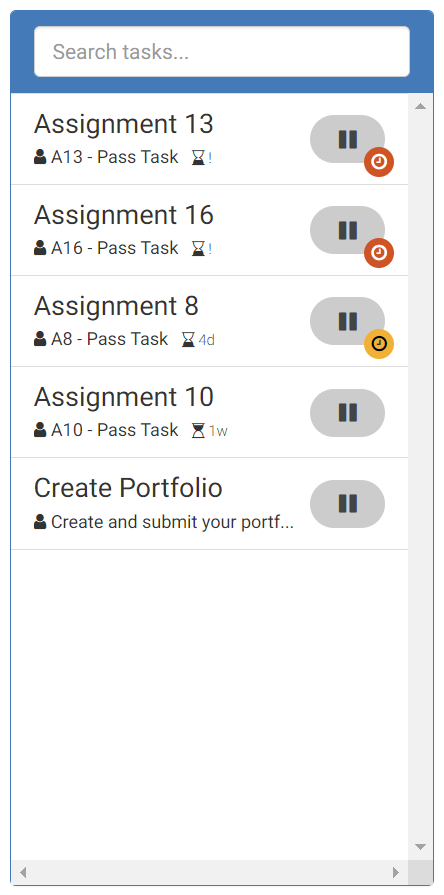 Search tasks...
Assignment 13
A13 - Pass Task !
Assignment 16
A16 - Pass Task !
Assignment 8
A8 - Pass Task 4d
Assignment 10
A10 - Pass Task 1w
Create Portfolio
Create and submit your portf...